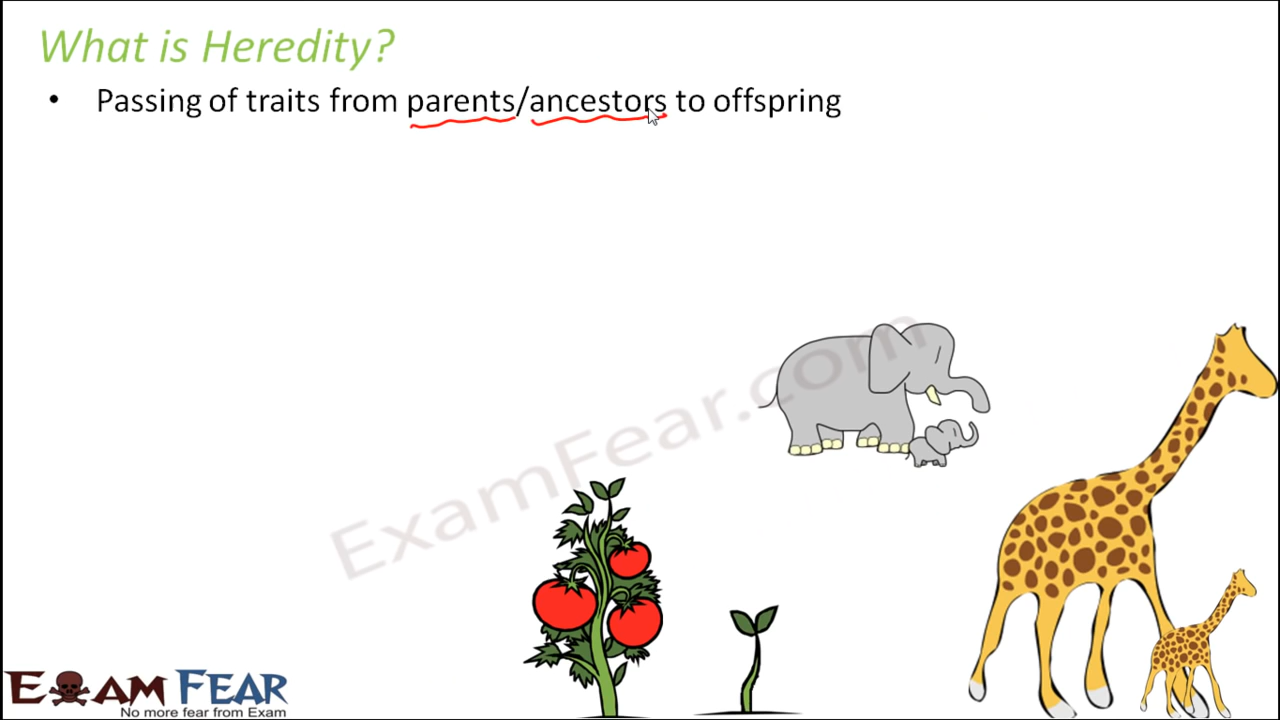 What is Heredity?
• Passing of traits from parents/ancestors to offspring
ExamFear.com
EXAM FEAR
No more fear from Exam